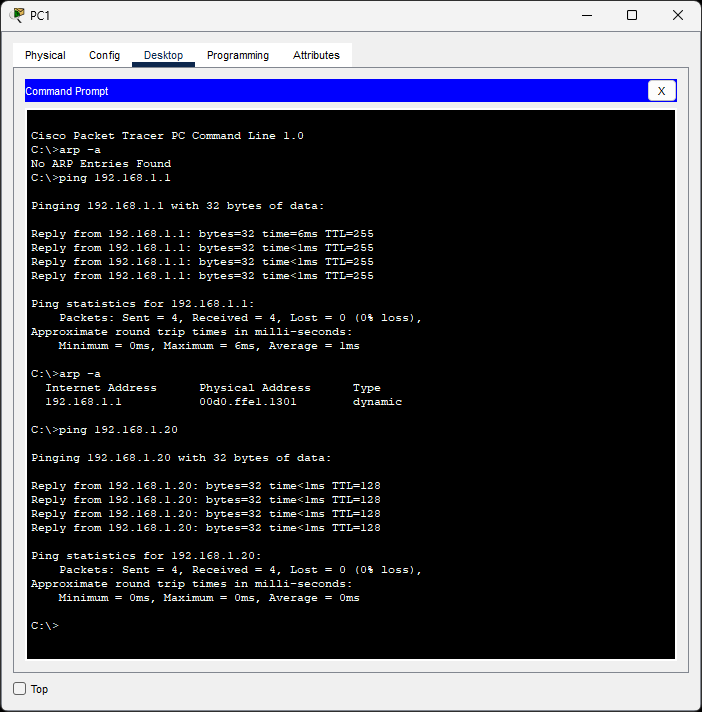 PC1
Physical Config Desktop Programming Attributes
Command Prompt X
Cisco Packet Tracer PC Command Line 1.0
C:\>arp -a
No ARP Entries Found
C:\>ping 192.168.1.1
Pinging 192.168.1.1 with 32 bytes of data:
Reply from 192.168.1.1: bytes=32 time=6ms TTL=255
Reply from 192.168.1.1: bytes=32 time<1ms TTL=255
Reply from 192.168.1.1: bytes=32 time<1ms TTL=255
Reply from 192.168.1.1: bytes=32 time<1ms TTL=255
Ping statistics for 192.168.1.1:
    Packets: Sent = 4, Received = 4, Lost = 0 (0% loss),
Approximate round trip times in milli-seconds:
    Minimum = 0ms, Maximum = 6ms, Average = 1ms
C:\>arp -a
  Internet Address      Physical Address      Type
  192.168.1.1           00d0.ffe1.1301        dynamic
C:\>ping 192.168.1.20
Pinging 192.168.1.20 with 32 bytes of data:
Reply from 192.168.1.20: bytes=32 time<1ms TTL=128
Reply from 192.168.1.20: bytes=32 time<1ms TTL=128
Reply from 192.168.1.20: bytes=32 time<1ms TTL=128
Reply from 192.168.1.20: bytes=32 time<1ms TTL=128
Ping statistics for 192.168.1.20:
    Packets: Sent = 4, Received = 4, Lost = 0 (0% loss),
Approximate round trip times in milli-seconds:
    Minimum = 0ms, Maximum = 0ms, Average = 0ms
C:\>
Top